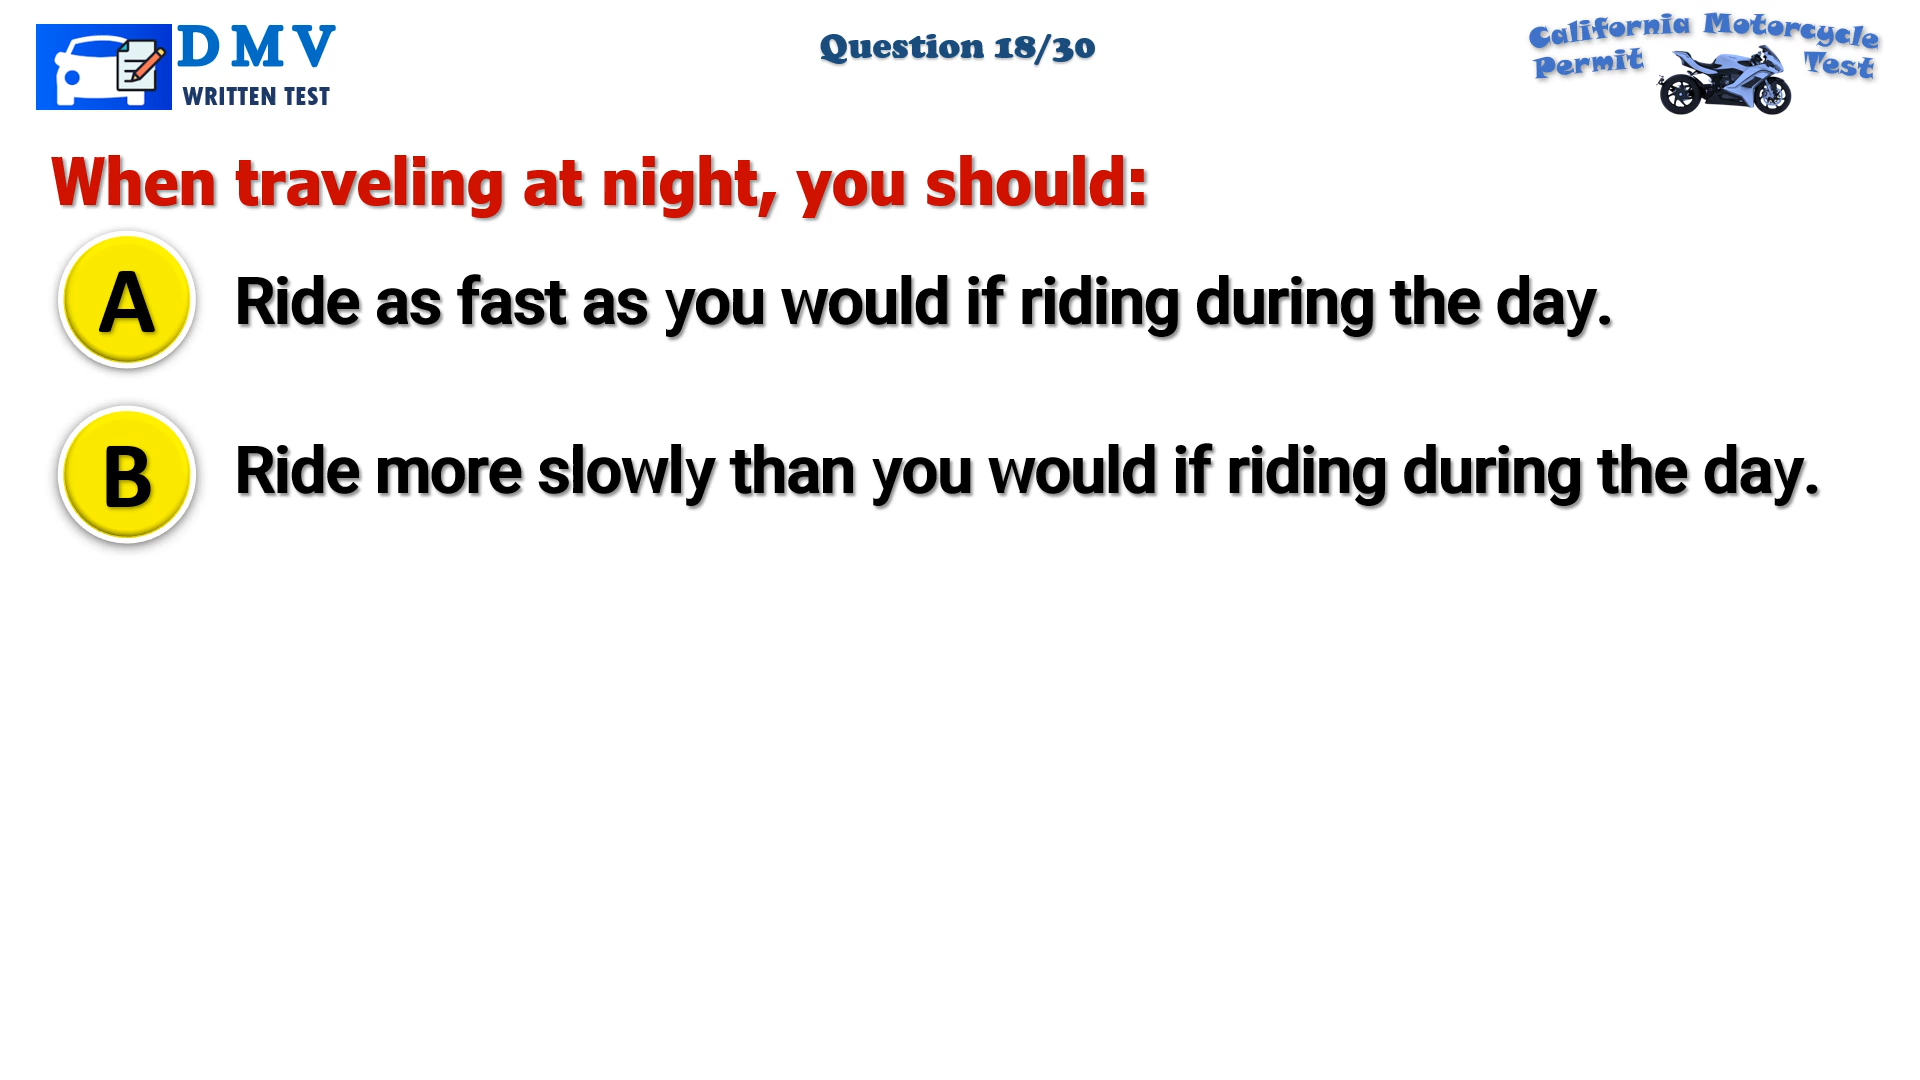 DMV
WRITTEN TEST
Question 18/30
California Motorcycle
Permit Test
When traveling at night, you should:
A Ride as fast as you would if riding during the day.
B Ride more slowly than you would if riding during the day.